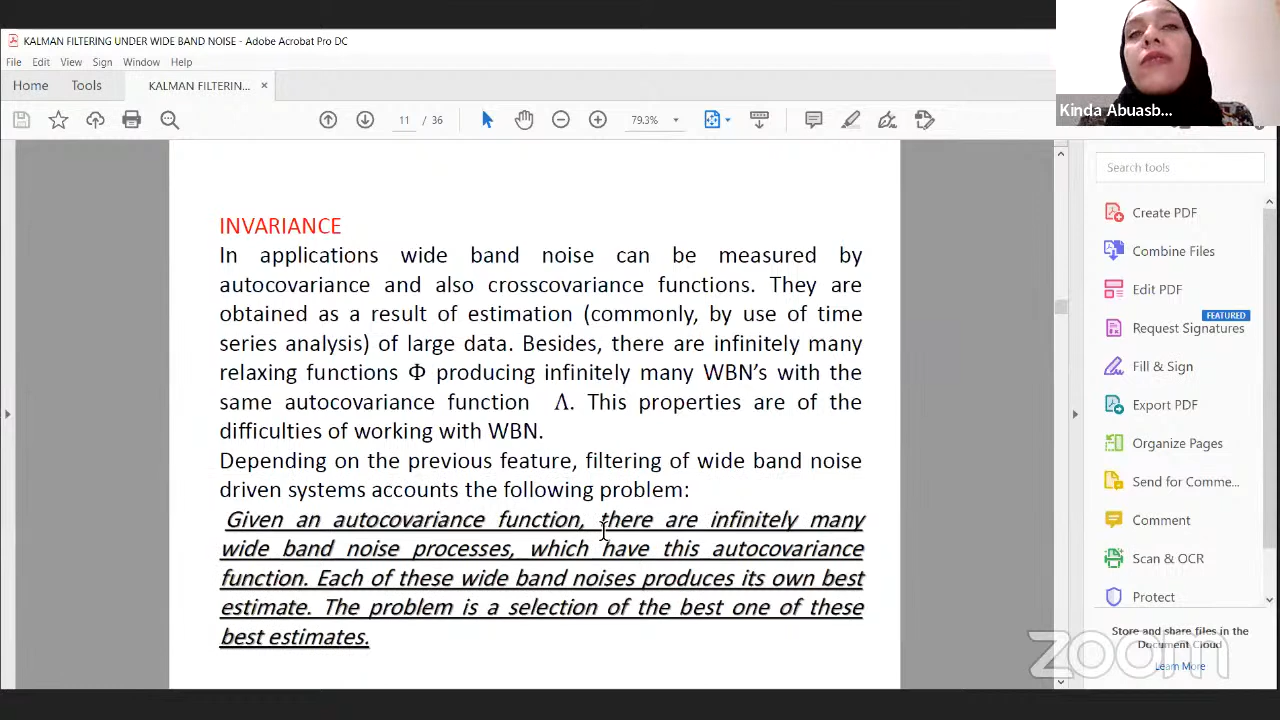 KALMAN FILTERING UNDER WIDE BAND NOISE - Adobe Acrobat Pro DC
File Edit View Sign Window Help
Home Tools KALMAN FILTERIN... ×
11 / 36 79.3%
Kinda Abuasb...
Search tools
Create PDF
Combine Files
Edit PDF
FEATURED
Request Signatures
Fill & Sign
Export PDF
Organize Pages
Send for Comme...
Comment
Scan & OCR
Protect
Store and share files in the
Document Cloud
Learn More
INVARIANCE
In applications wide band noise can be measured by
autocovariance and also crosscovariance functions. They are
obtained as a result of estimation (commonly, by use of time
series analysis) of large data. Besides, there are infinitely many
relaxing functions Φ producing infinitely many WBN’s with the
same autocovariance function Λ. This properties are of the
difficulties of working with WBN.
Depending on the previous feature, filtering of wide band noise
driven systems accounts the following problem:
Given an autocovariance function, there are infinitely many
wide band noise processes, which have this autocovariance
function. Each of these wide band noises produces its own best
estimate. The problem is a selection of the best one of these
best estimates.
zoom